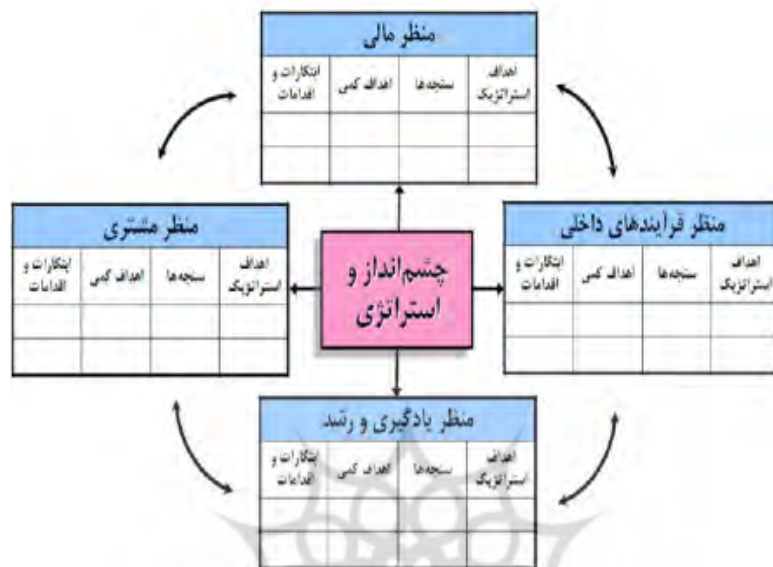 منظر مالی
اهداف استراتژیک
سنجه‌ها
اهداف کمی
ابتکارات و اقدامات
منظر فرآیندهای داخلی
اهداف استراتژیک
سنجه‌ها
اهداف کمی
ابتکارات و اقدامات
چشم‌انداز و
استراتژی
منظر مشتری
اهداف استراتژیک
سنجه‌ها
اهداف کمی
ابتکارات و اقدامات
منظر یادگیری و رشد
اهداف استراتژیک
سنجه‌ها
اهداف کمی
ابتکارات و اقدامات